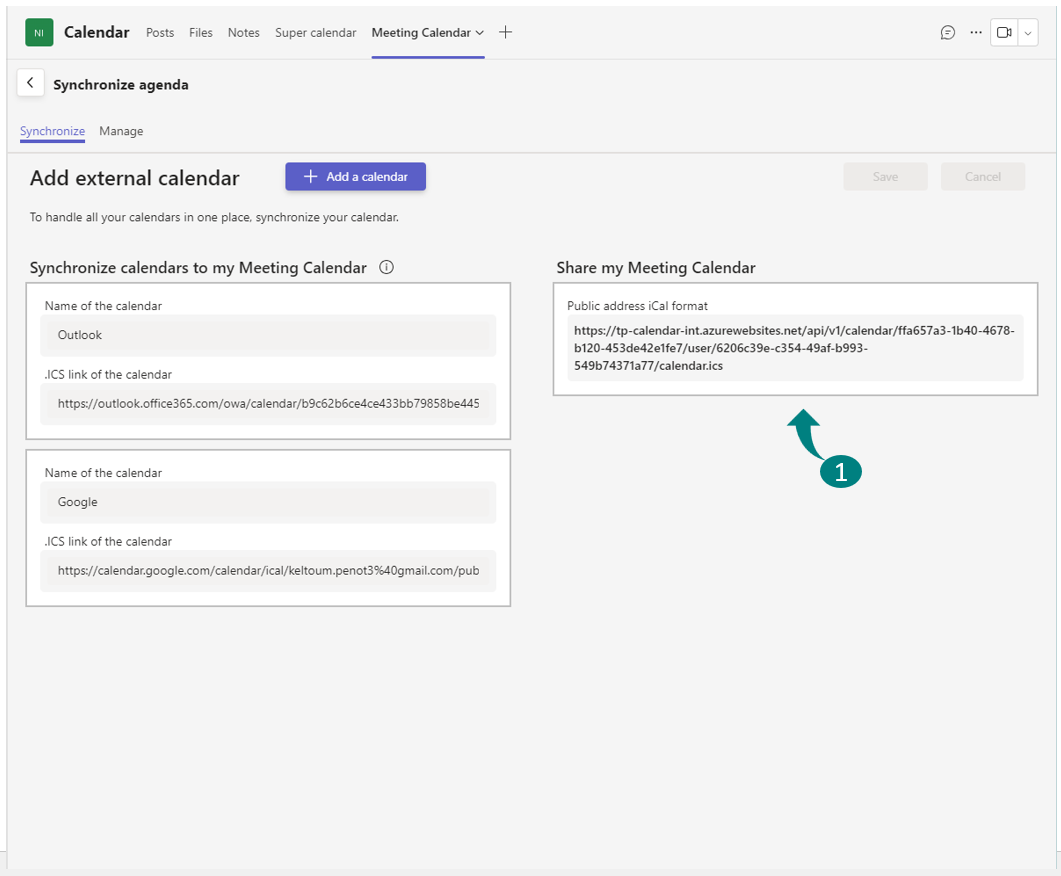 NI Calendar Posts Files Notes Super calendar Meeting Calendar
Synchronize agenda
Synchronize Manage
Add external calendar
Add a calendar
Save
Cancel
To handle all your calendars in one place, synchronize your calendar.
Synchronize calendars to my Meeting Calendar
Name of the calendar
Outlook
.ICS link of the calendar
https://outlook.office365.com/owa/calendar/b9c62b6ce4ce433bb79858be445
Name of the calendar
Google
.ICS link of the calendar
https://calendar.google.com/calendar/ical/keltoum.penot3%40gmail.com/pub
Share my Meeting Calendar
Public address iCal format
https://tp-calendar-int.azurewebsites.net/api/v1/calendar/ffa657a3-1b40-4678-
b120-453de42e1fe7/user/6206c39e-c354-49af-b993-
549b74371a77/calendar.ics
1